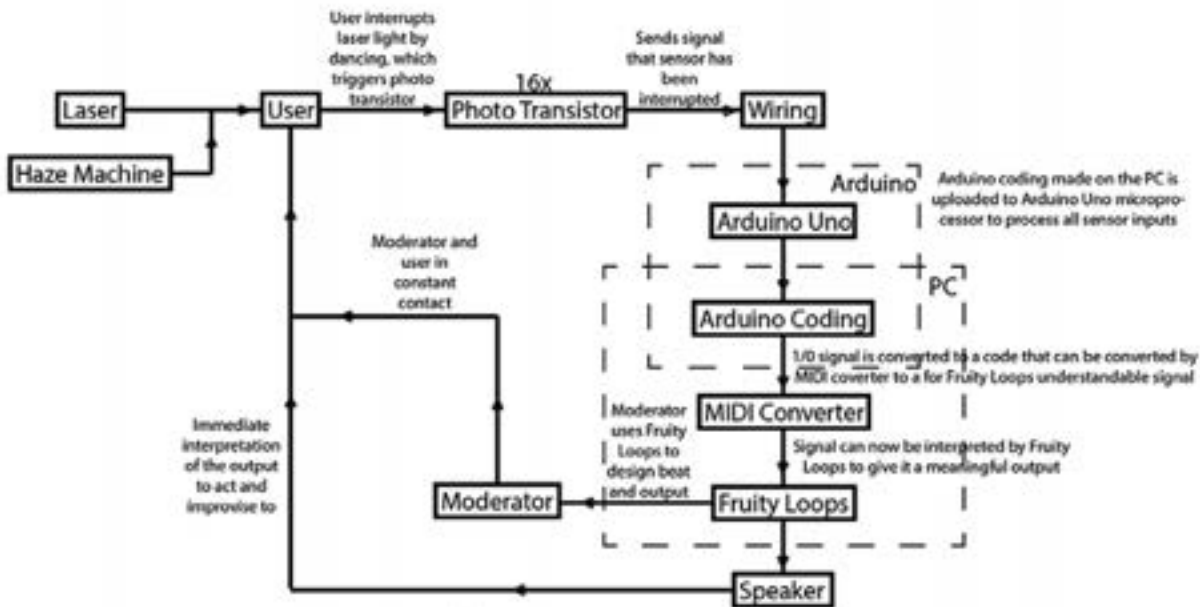 User interrupts
laser light by
dancing, which
triggers photo
transistor
Sends signal
that sensor has
been
interrupted
16x
Laser
User
Photo Transistor
Wiring
Haze Machine
Arduino
Arduino coding made on the PC is
uploaded to Arduino Uno micropro-
cessor to process all sensor inputs
Arduino Uno
Moderator and
user in
constant
contact
PC
Arduino Coding
1/0 signal is converted to a code that can be converted by
MIDI coverter to a for Fruity Loops understandable signal
MIDI Converter
Immediate
interpretation
of the output
to act and
improvise to
Moderator
uses Fruity
Loops to
design beat
and output
Signal can now be interpreted by Fruity
Loops to give it a meaningful output
Moderator
Fruity Loops
Speaker